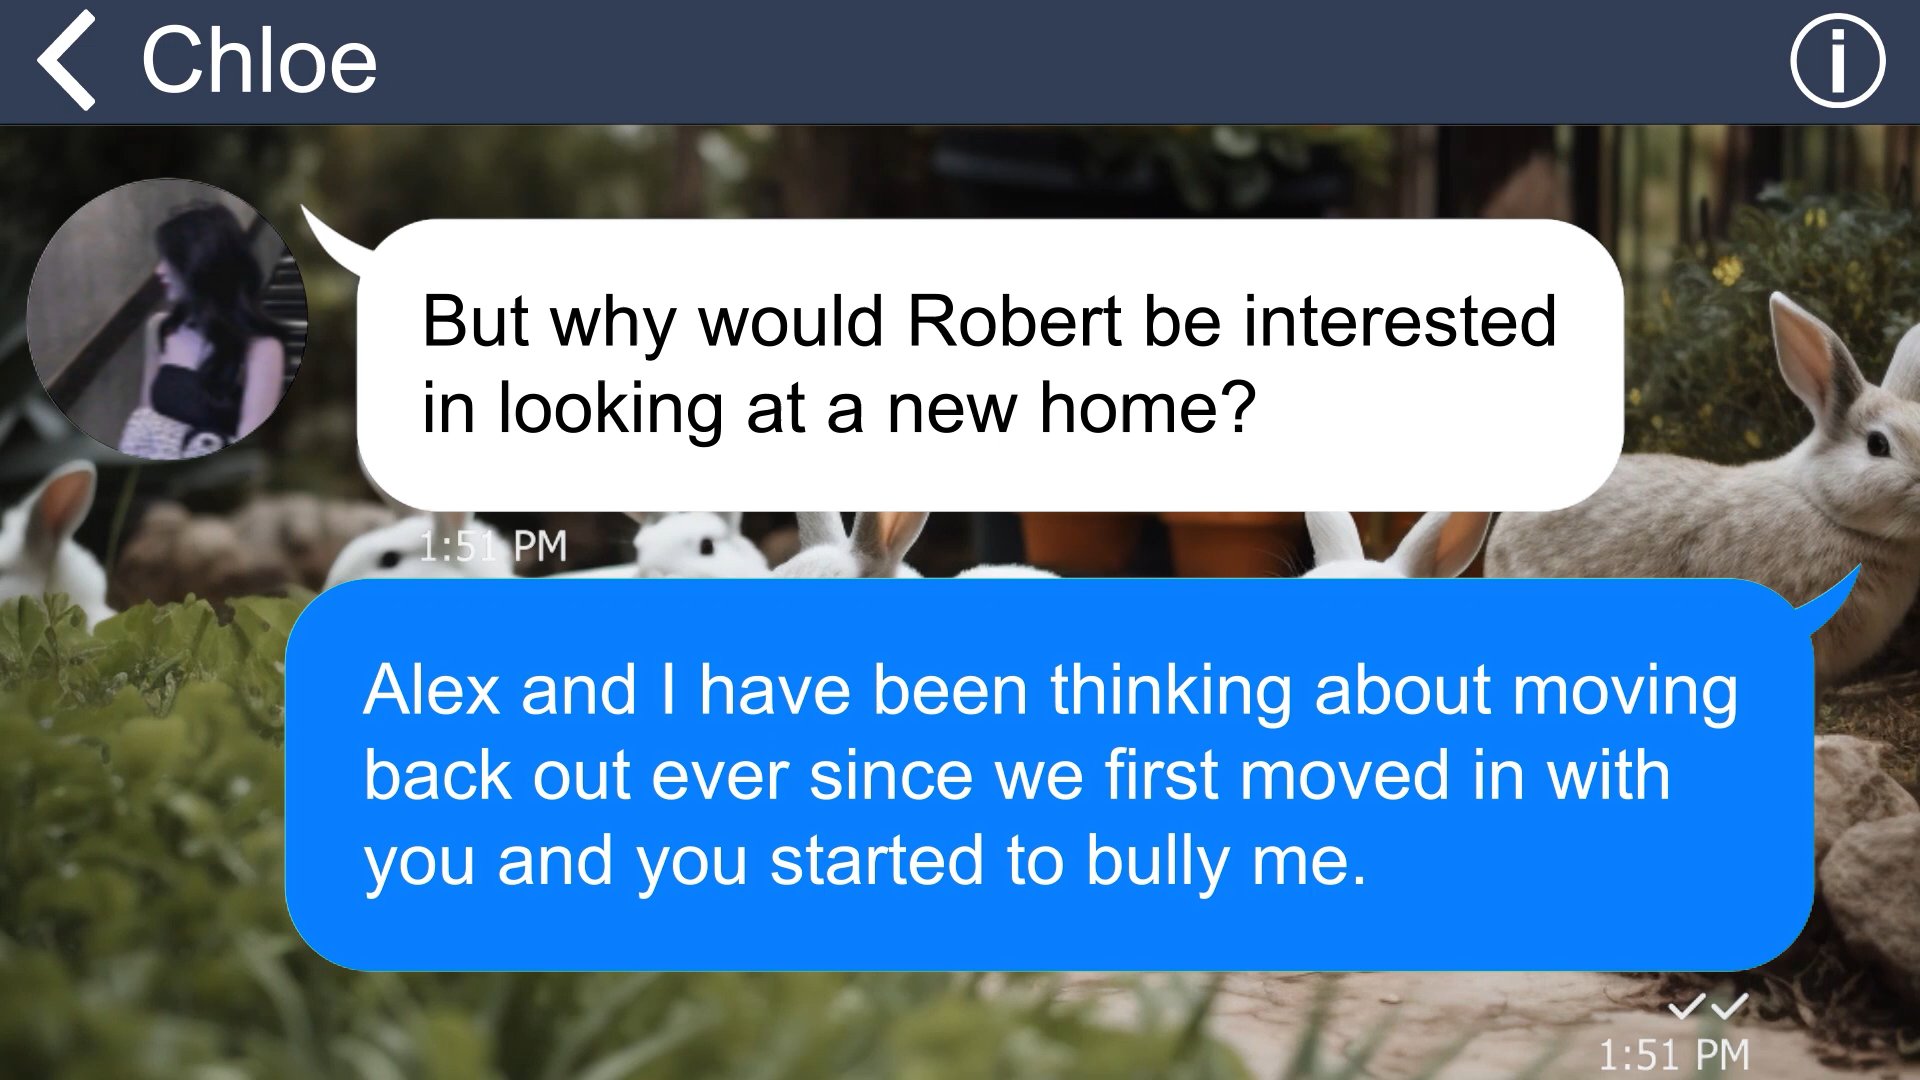 Chloe
But why would Robert be interested
in looking at a new home?
1:51 PM
Alex and I have been thinking about moving
back out ever since we first moved in with
you and you started to bully me.
1:51 PM